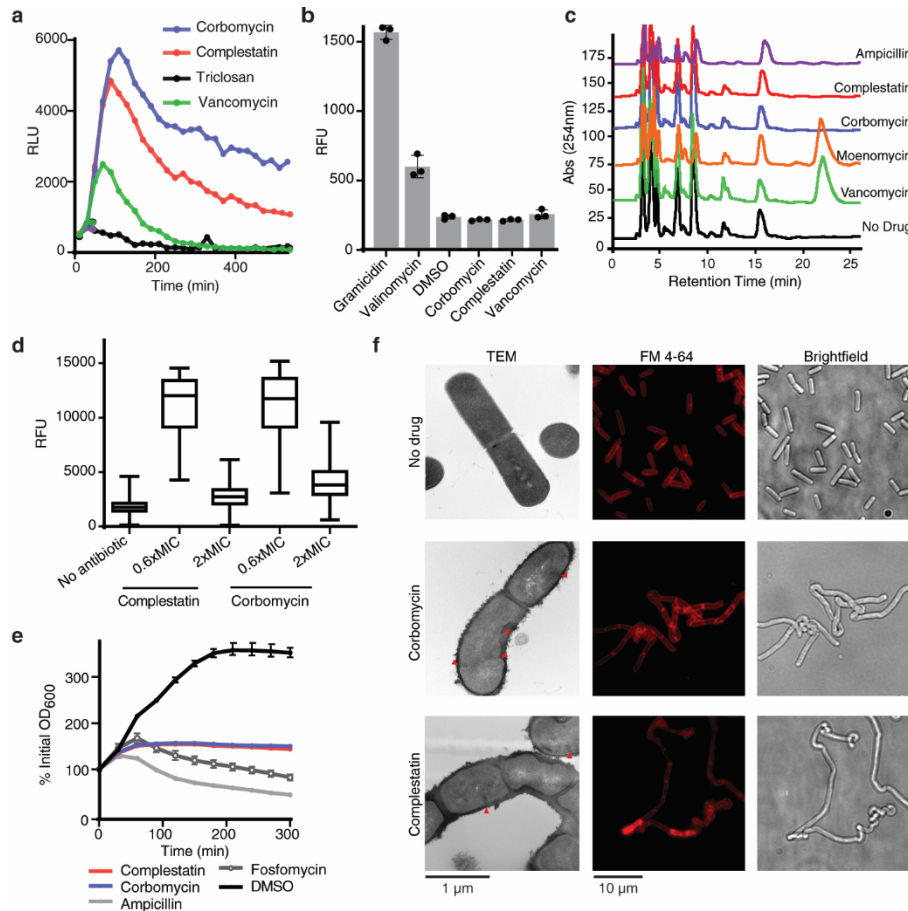 a
6000
4000
2000
0
RLU
0
200
400
Time (min)
Corbomycin
Complestatin
Triclosan
Vancomycin
b
1500
1000
500
0
RFU
Gramicidin
Valinomycin
DMSO
Corbomycin
Complestatin
Vancomycin
c
175
150
125
100
75
50
25
0
Abs (254nm)
Ampicillin
Complestatin
Corbomycin
Moenomycin
Vancomycin
No Drug
0
5
10
15
20
25
Retention Time (min)
d
15000
10000
5000
0
RFU
No antibiotic
0.6xMIC
2xMIC
0.6xMIC
2xMIC
Complestatin
Corbomycin
e
300
200
100
0
% Initial OD600
0
100
200
300
Time (min)
Complestatin
Corbomycin
Ampicillin
Fosfomycin
DMSO
f
TEM
FM 4-64
Brightfield
No drug
Corbomycin
Complestatin
1 µm
10 µm